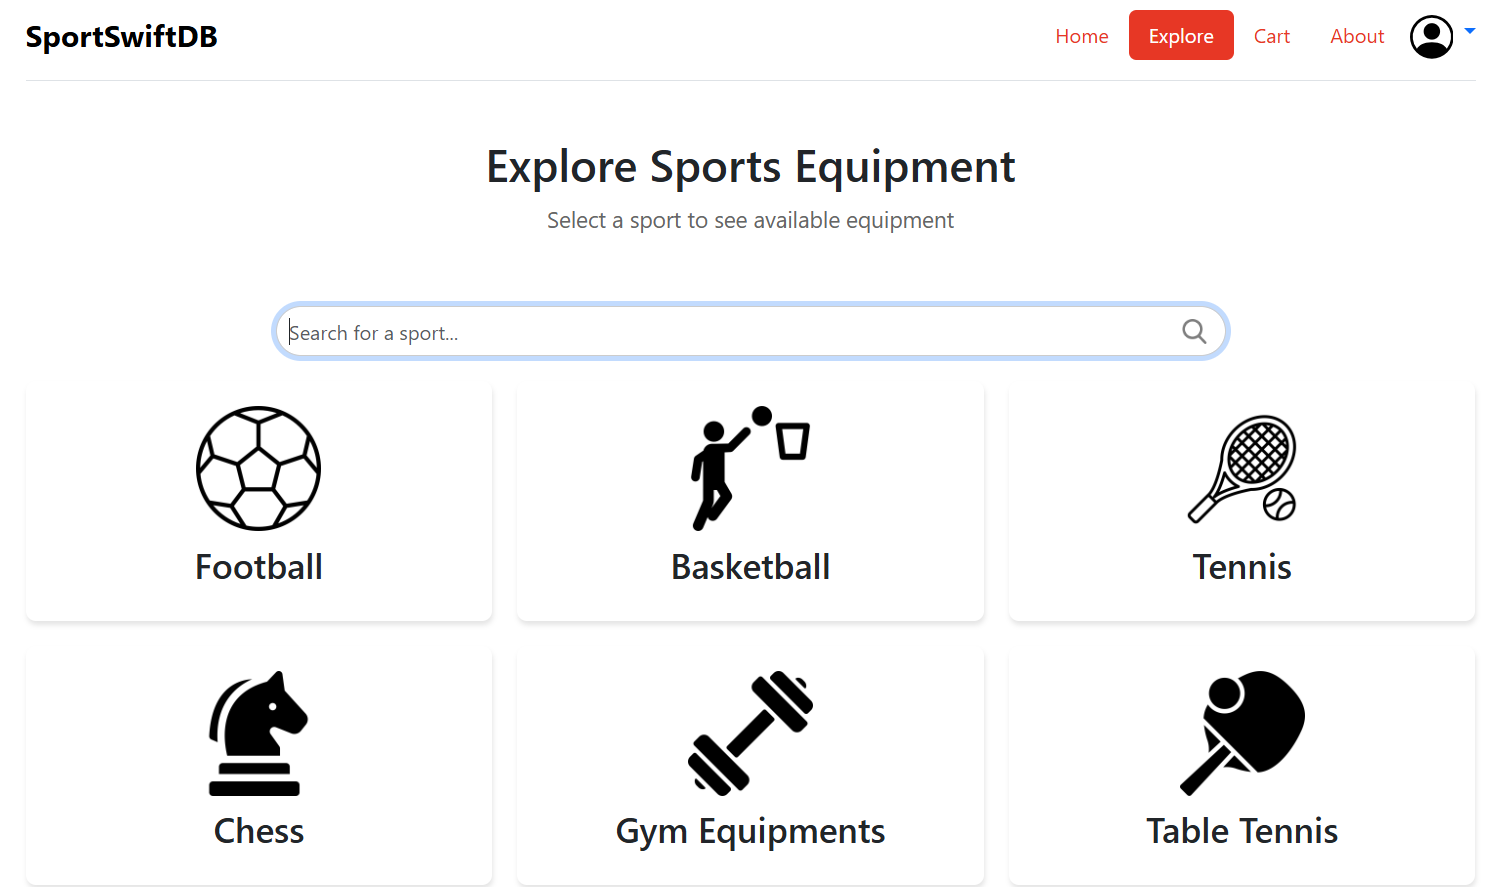 SportSwiftDB
Home Explore Cart About
Explore Sports Equipment
Select a sport to see available equipment
Search for a sport...
Football Basketball Tennis
Chess Gym Equipments Table Tennis